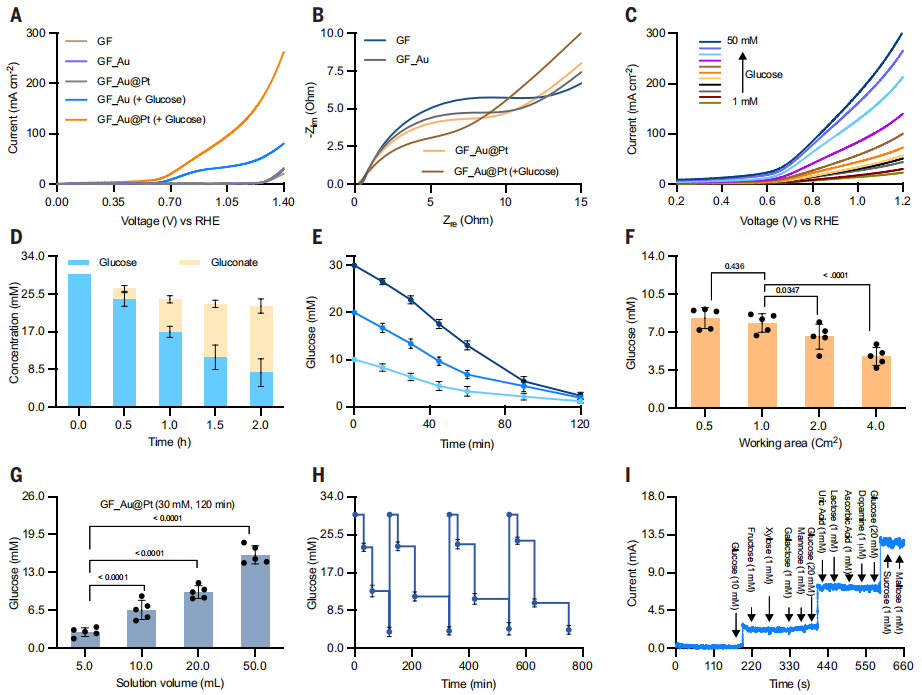 A
Current (mA cm⁻²)
300
200
100
0
GF
GF_Au
GF_Au@Pt
GF_Au (+ Glucose)
GF_Au@Pt (+ Glucose)
0.00 0.35 0.70 1.05 1.40
Voltage (V) vs RHE
B
-Zim (Ohm)
10.0
7.5
5.0
2.5
0.0
GF
GF_Au
GF_Au@Pt
GF_Au@Pt (+Glucose)
0 5 10 15
Zre (Ohm)
C
Current (mA cm⁻²)
300
200
100
0
50 mM
Glucose
1 mM
0.2 0.4 0.6 0.8 1.0 1.2
Voltage (V) vs RHE
D
Concentration (mM)
34.0
25.5
17.0
8.5
0.0
Glucose Gluconate
0.0 0.5 1.0 1.5 2.0
Time (h)
E
Glucose (mM)
30
20
10
0
0 40 80 120
Time (min)
F
Glucose (mM)
14.0
10.5
7.0
3.5
0.0
0.436
< .0001
0.0347
0.5 1.0 2.0 4.0
Working area (Cm²)
G
Glucose (mM)
26.0
19.5
13.0
6.5
0.0
GF_Au@Pt (30 mM, 120 min)
< 0.0001
< 0.0001
< 0.0001
5.0 10.0 20.0 50.0
Solution volume (mL)
H
Glucose (mM)
34.0
25.5
17.0
8.5
0.0
0 200 400 600 800
Time (min)
I
Current (mA)
18.0
13.5
9.0
4.5
0.0
Glucose (10 mM)
Fructose (1 mM)
Xylose (1 mM)
Galactose (1 mM)
Mannose (1 mM)
Glucose (20 mM)
Uric Acid (1mM)
Lactose (1 mM)
Ascorbic Acid (1 mM)
Dopamine (1 µM)
Glucose (20 mM)
Sucrose (1 mM)
Maltose (1 mM)
0 110 220 330 440 550 660
Time (s)